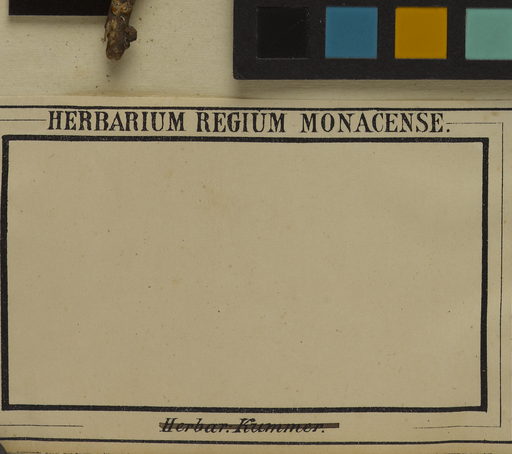 HERBARIUM REGIUM MONACENSE.
Herbar. Kummer.